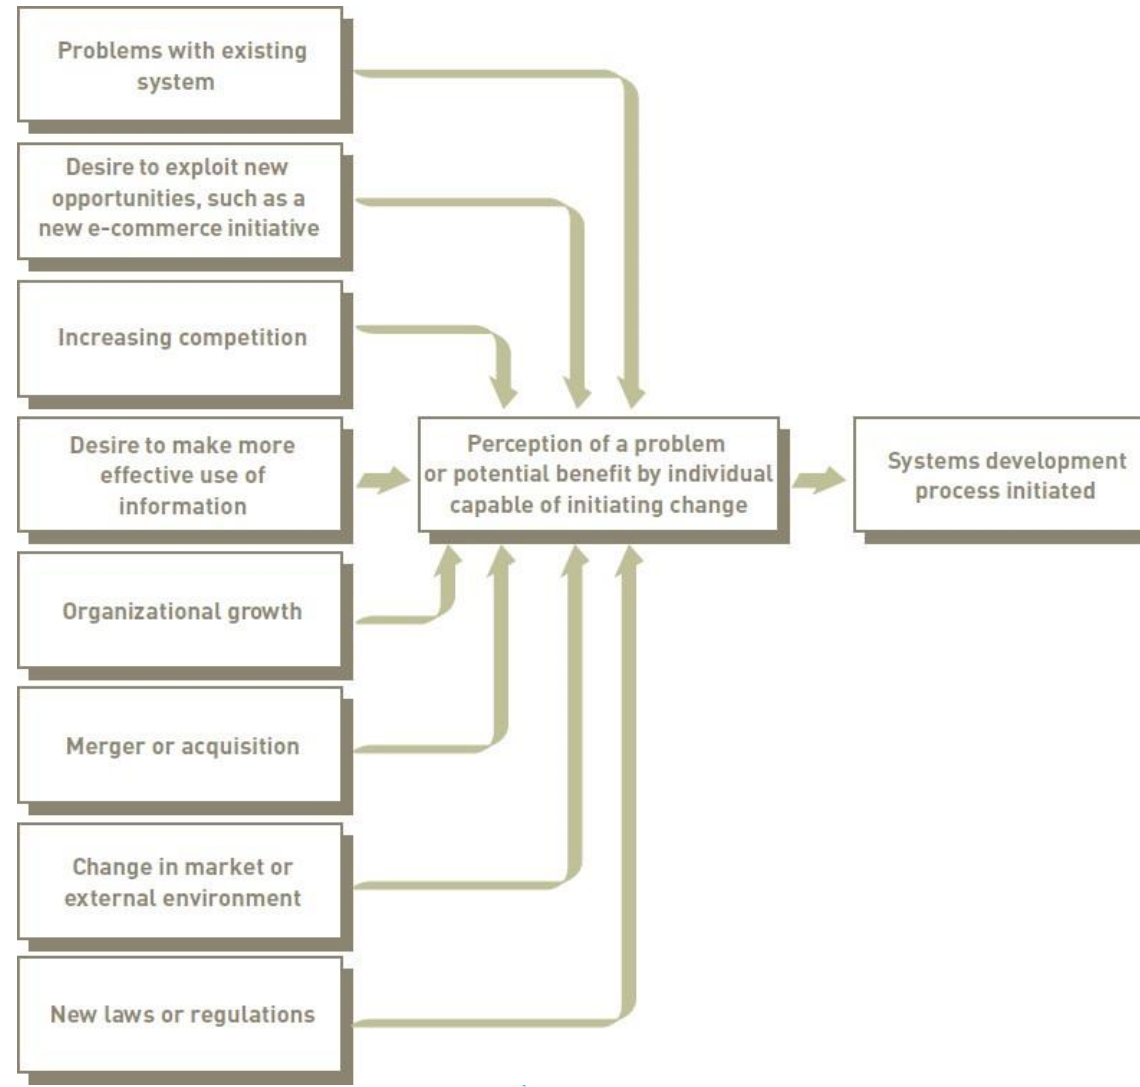 Problems with existing
system
Desire to exploit new
opportunities, such as a
new e-commerce initiative
Increasing competition
Desire to make more
effective use of
information
Perception of a problem
or potential benefit by individual
capable of initiating change
Systems development
process initiated
Organizational growth
Merger or acquisition
Change in market or
external environment
New laws or regulations